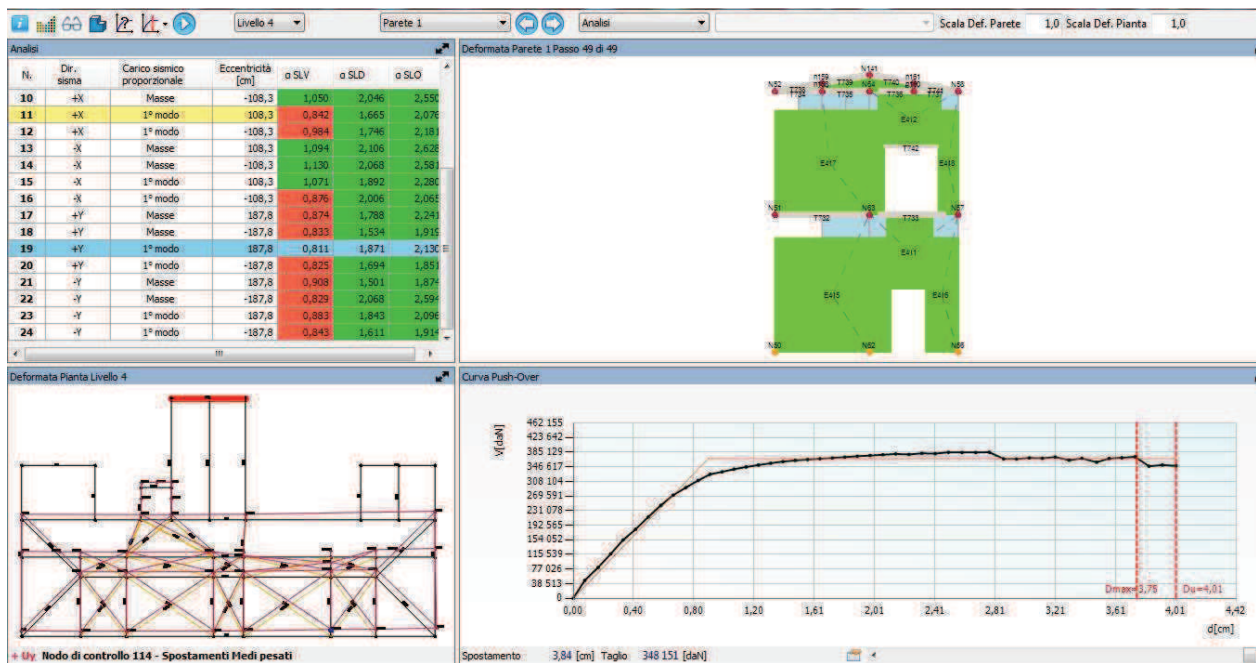 Livello 4 Parete 1 Analisi Scala Def. Parete 1,0 Scala Def. Pianta 1,0
Analisi
N. Dir. sisma Carico sismico proporzionale Eccentricità [cm] α SLV α SLD α SLO
10 +X Masse -108,3 1,050 2,046 2,550
11 +X 1° modo 108,3 0,842 1,665 2,076
12 +X 1° modo -108,3 0,984 1,746 2,181
13 -X Masse 108,3 1,094 2,106 2,628
14 -X Masse -108,3 1,130 2,068 2,581
15 -X 1° modo 108,3 1,071 1,892 2,280
16 -X 1° modo -108,3 0,876 2,006 2,065
17 +Y Masse 187,8 0,874 1,788 2,241
18 +Y Masse -187,8 0,833 1,534 1,919
19 +Y 1° modo 187,8 0,811 1,871 2,130
20 +Y 1° modo -187,8 0,825 1,694 1,851
21 -Y Masse 187,8 0,908 1,501 1,874
22 -Y Masse -187,8 0,829 2,068 2,594
23 -Y 1° modo 187,8 0,883 1,843 2,096
24 -Y 1° modo -187,8 0,843 1,611 1,914
Deformata Parete 1 Passo 49 di 49
N141
n159 n161
N52 T739 N54 T740 N58
T734 T735 T736 T737
E412
T742
E417 E418
N51 N53 N57
T732 T733
E411
E415 E416
N50 N62 N56
Deformata Pianta Livello 4
+ Uy Nodo di controllo 114 - Spostamenti Medi pesati
Curva Push-Over
V[daN]
462 155
423 642
385 129
346 617
308 104
269 591
231 078
192 565
154 052
115 539
77 026
38 513
0
Dmax=3,75 Du=4,01
0,00 0,40 0,80 1,20 1,61 2,01 2,41 2,81 3,21 3,61 4,01 4,42
d[cm]
Spostamento 3,84 [cm] Taglio 348 151 [daN]